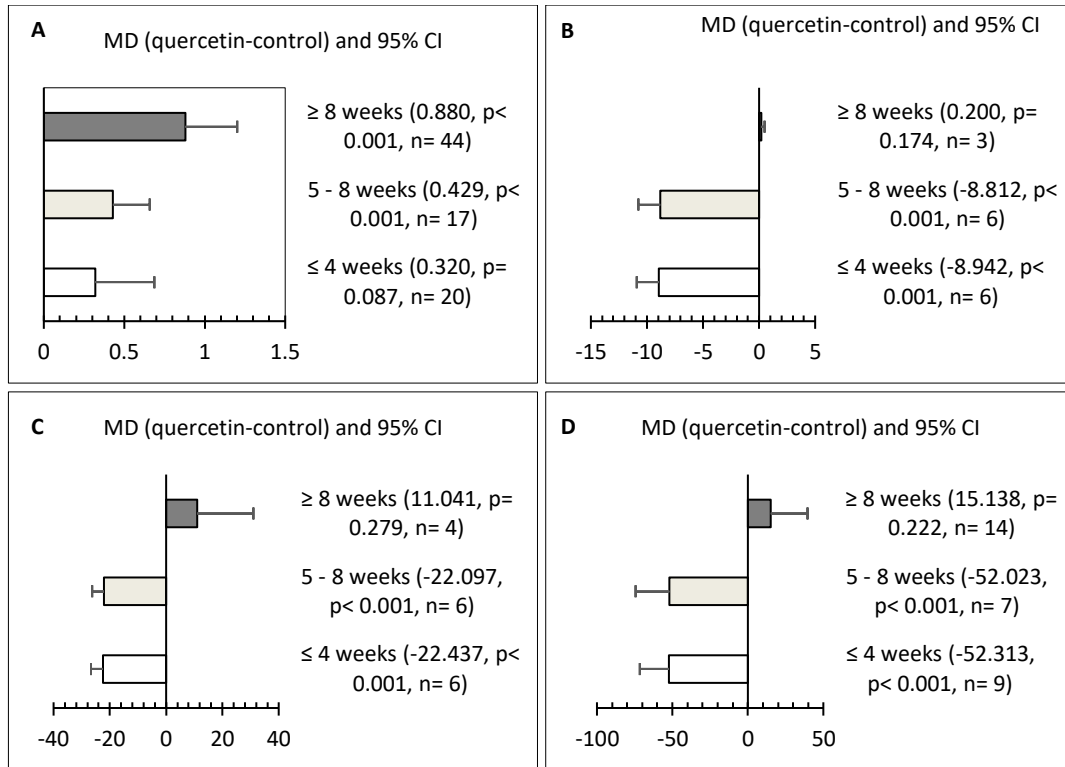 A
MD (quercetin-control) and 95% CI
≥ 8 weeks (0.880, p<
0.001, n= 44)
5 - 8 weeks (0.429, p<
0.001, n= 17)
≤ 4 weeks (0.320, p=
0.087, n= 20)
0 0.5 1 1.5
B
MD (quercetin-control) and 95% CI
≥ 8 weeks (0.200, p=
0.174, n= 3)
5 - 8 weeks (-8.812, p<
0.001, n= 6)
≤ 4 weeks (-8.942, p<
0.001, n= 6)
-15 -10 -5 0 5
C
MD (quercetin-control) and 95% CI
≥ 8 weeks (11.041, p=
0.279, n= 4)
5 - 8 weeks (-22.097,
p< 0.001, n= 6)
≤ 4 weeks (-22.437, p<
0.001, n= 6)
-40 -20 0 20 40
D
MD (quercetin-control) and 95% CI
≥ 8 weeks (15.138, p=
0.222, n= 14)
5 - 8 weeks (-52.023,
p< 0.001, n= 7)
≤ 4 weeks (-52.313,
p< 0.001, n= 9)
-100 -50 0 50